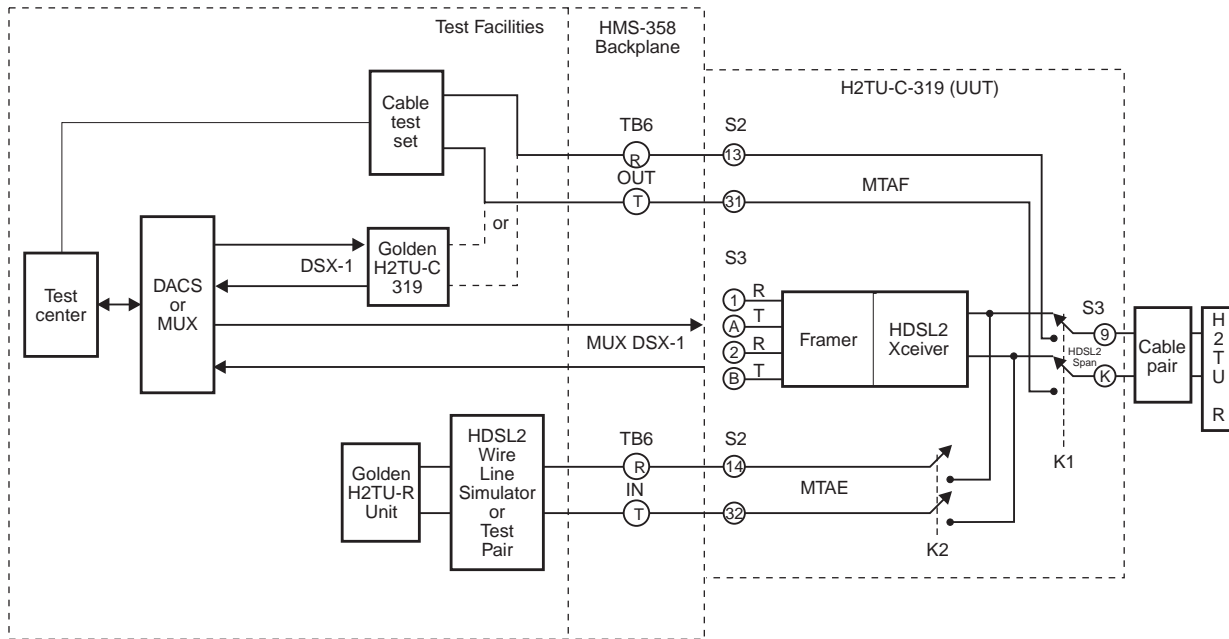 Test Facilities
HMS-358
Backplane
H2TU-C-319 (UUT)
Cable
test
set
TB6
S2
R
13
OUT
T
31
MTAF
or
Golden
H2TU-C
319
DSX-1
Test
center
DACS
or
MUX
MUX DSX-1
S3
1
R
A
T
2
R
B
T
Framer
HDSL2
Xceiver
S3
9
HDSL2
Span
K
Cable
pair
H
2
T
U
R
K1
Golden
H2TU-R
Unit
HDSL2
Wire
Line
Simulator
or
Test
Pair
TB6
S2
R
14
IN
T
32
MTAE
K2